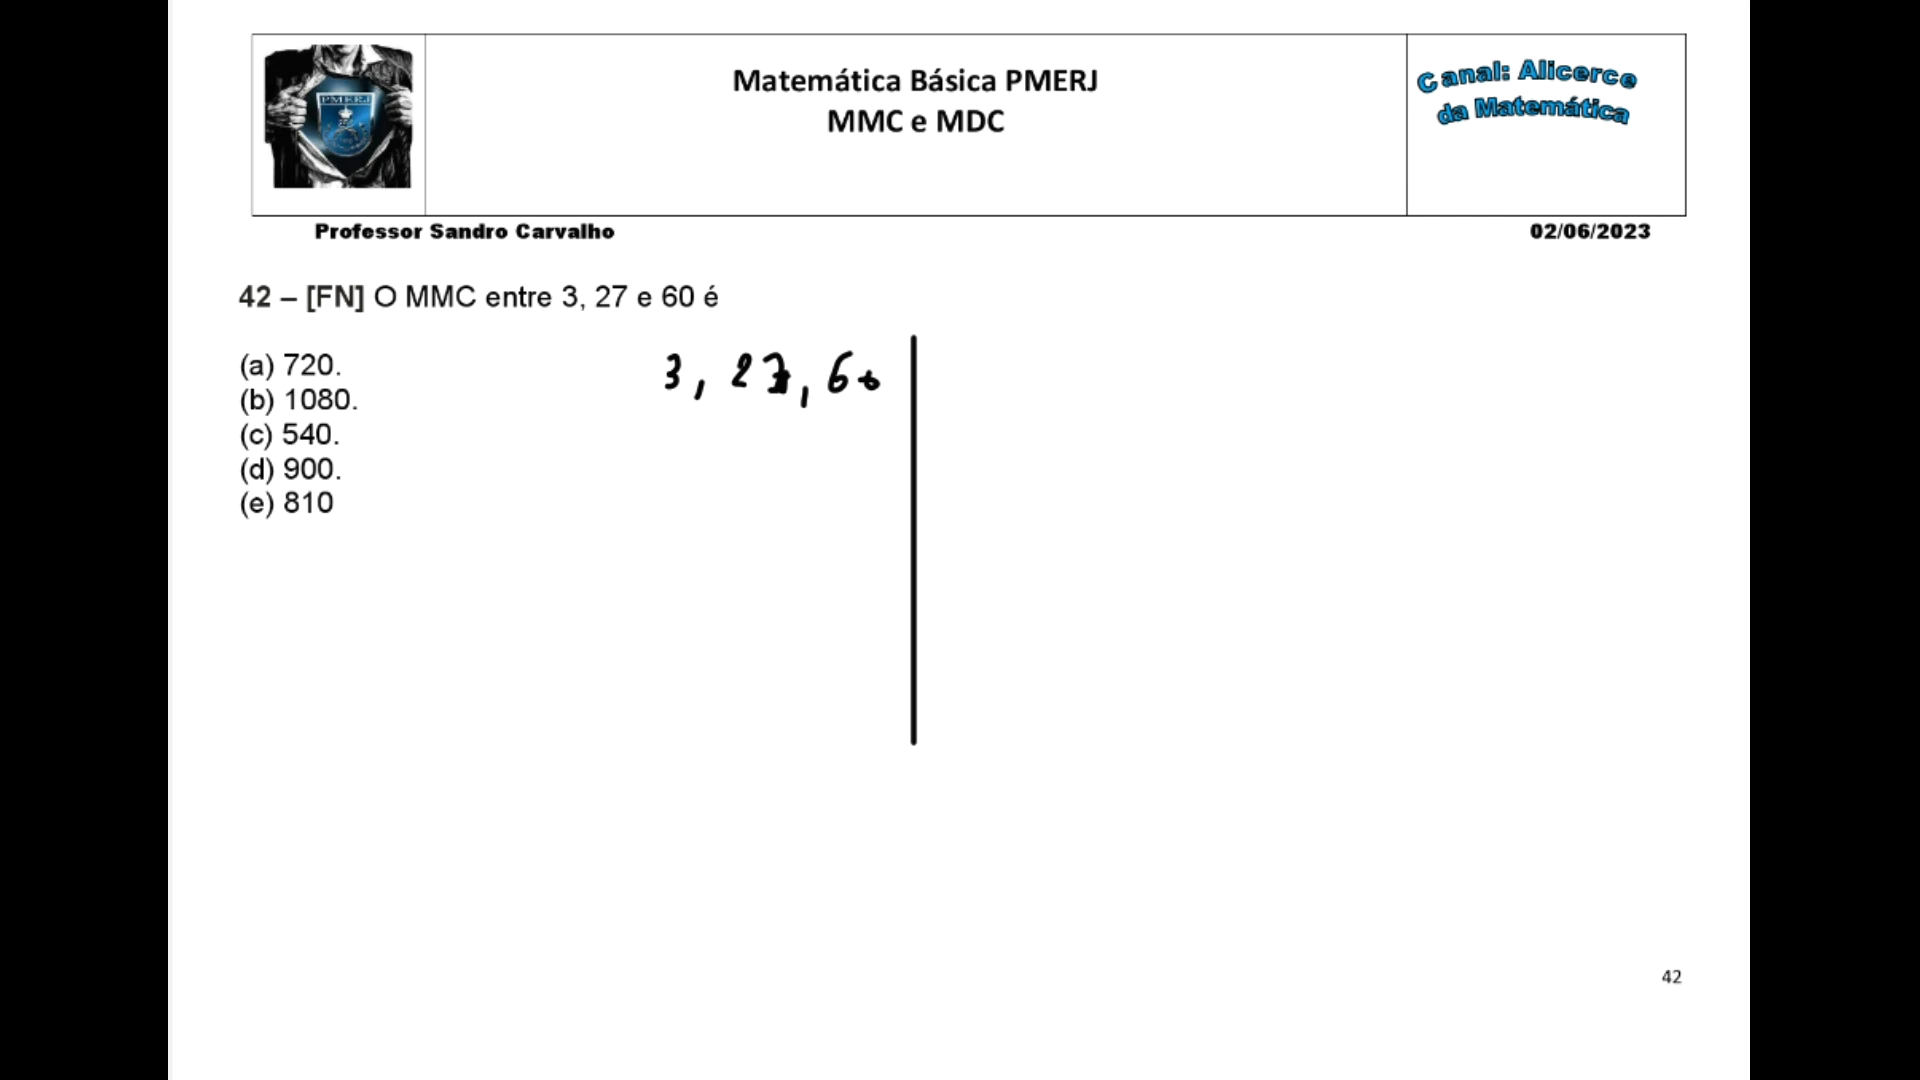 PMERJ
Matemática Básica PMERJ
MMC e MDC
Canal: Alicerce
da Matemática
Professor Sandro Carvalho
02/06/2023
42 – [FN] O MMC entre 3, 27 e 60 é
(a) 720.
(b) 1080.
(c) 540.
(d) 900.
(e) 810
3, 27, 60
42